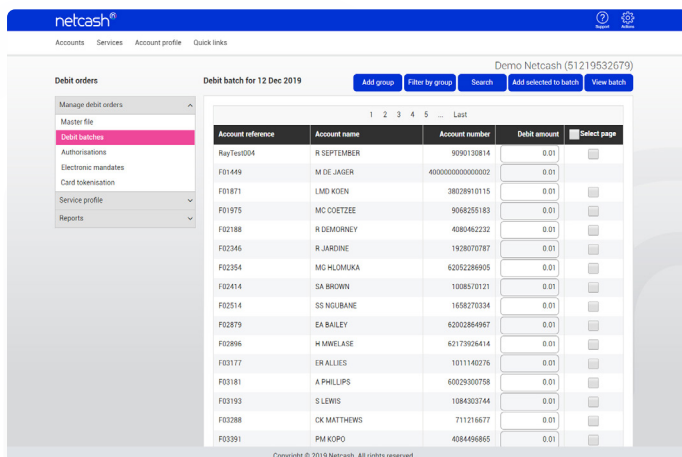 netcash®
Support Actions
Accounts Services Account profile Quick links
Demo Netcash (51219532679)
Debit orders
Debit batch for 12 Dec 2019
Add group Filter by group Search Add selected to batch View batch
Manage debit orders
Master file
Debit batches
Authorisations
Electronic mandates
Card tokenisation
Service profile
Reports
1 2 3 4 5 ... Last
Account reference Account name Account number Debit amount Select page
RayTest004 R SEPTEMBER 9090130814 0.01
F01449 M DE JAGER 4000000000000002 0.01
F01871 LMD KOEN 38028910115 0.01
F01975 MC COETZEE 9068255183 0.01
F02188 R DEMORNEY 4080462232 0.01
F02346 R JARDINE 1928070787 0.01
F02354 MG HLOMUKA 62052286905 0.01
F02414 SA BROWN 1008570121 0.01
F02514 SS NGUBANE 1658270334 0.01
F02879 EA BAILEY 62002864967 0.01
F02896 H MWELASE 62173926414 0.01
F03177 ER ALLIES 1011140276 0.01
F03181 A PHILLIPS 60029300758 0.01
F03193 S LEWIS 1084303744 0.01
F03288 CK MATTHEWS 711216677 0.01
F03391 PM KOPO 4084496865 0.01
Copyright © 2019 Netcash. All rights reserved